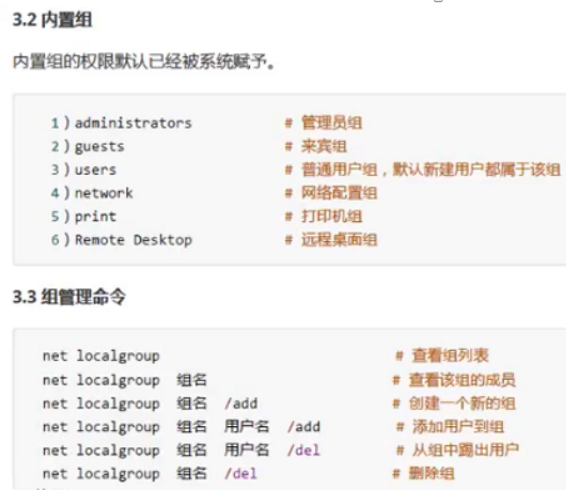 3.2 内置组
内置组的权限默认已经被系统赋予。
1）administrators # 管理员组
2）guests # 来宾组
3）users # 普通用户组，默认新建用户都属于该组
4）network # 网络配置组
5）print # 打印机组
6）Remote Desktop # 远程桌面组
3.3 组管理命令
net localgroup # 查看组列表
net localgroup 组名 # 查看该组的成员
net localgroup 组名 /add # 创建一个新的组
net localgroup 组名 用户名 /add # 添加用户到组
net localgroup 组名 用户名 /del # 从组中踢出用户
net localgroup 组名 /del # 删除组